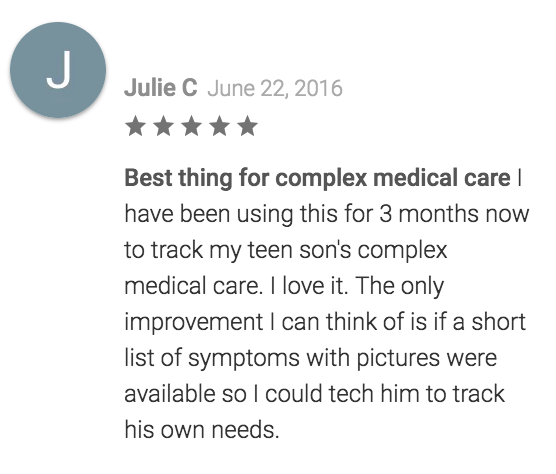 J
Julie C June 22, 2016
Best thing for complex medical care I
have been using this for 3 months now
to track my teen son's complex
medical care. I love it. The only
improvement I can think of is if a short
list of symptoms with pictures were
available so I could tech him to track
his own needs.